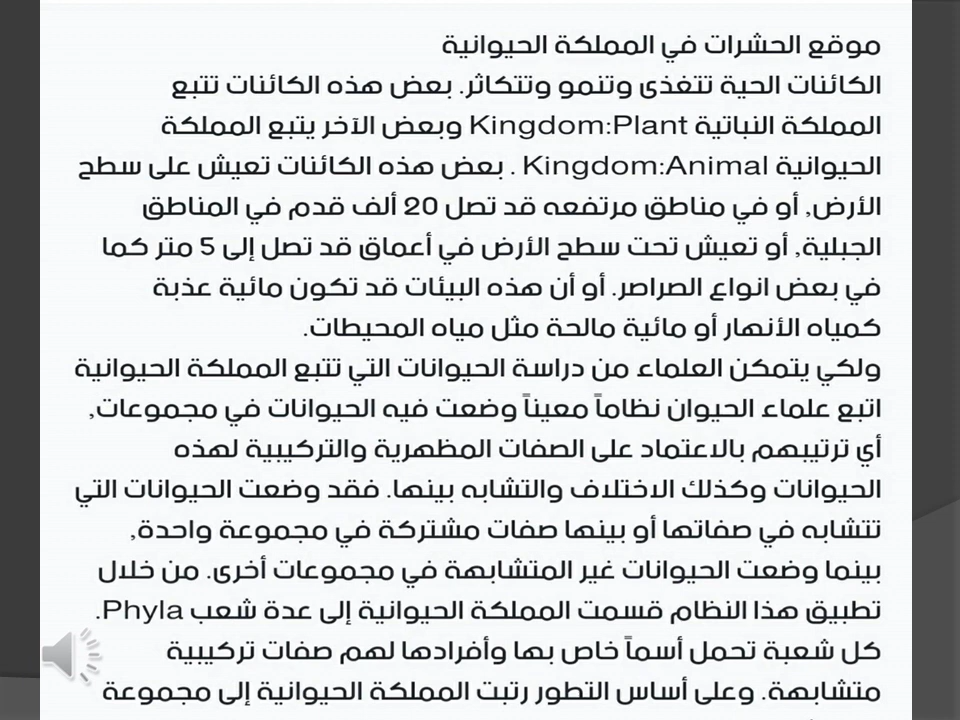 موقع الحشرات في المملكة الحيوانية
الكائنات الحية تتغذى وتنمو وتتكاثر. بعض هذه الكائنات تتبع
المملكة النباتية Kingdom:Plant وبعض الآخر يتبع المملكة
الحيوانية Kingdom:Animal . بعض هذه الكائنات تعيش على سطح
الأرض, أو في مناطق مرتفعه قد تصل 20 ألف قدم في المناطق
الجبلية, أو تعيش تحت سطح الأرض في أعماق قد تصل إلى 5 متر كما
في بعض انواع الصراصر. أو أن هذه البيئات قد تكون مائية عذبة
كمياه الأنهار أو مائية مالحة مثل مياه المحيطات.
ولكي يتمكن العلماء من دراسة الحيوانات التي تتبع المملكة الحيوانية
اتبع علماء الحيوان نظاماً معيناً وضعت فيه الحيوانات في مجموعات,
أي ترتيبهم بالاعتماد على الصفات المظهرية والتركيبية لهذه
الحيوانات وكذلك الاختلاف والتشابه بينها. فقد وضعت الحيوانات التي
تتشابه في صفاتها أو بينها صفات مشتركة في مجموعة واحدة,
بينما وضعت الحيوانات غير المتشابهة في مجموعات أخرى. من خلال
تطبيق هذا النظام قسمت المملكة الحيوانية إلى عدة شعب Phyla.
كل شعبة تحمل أسماً خاص بها وأفرادها لهم صفات تركيبية
متشابهة. وعلى أساس التطور رتبت المملكة الحيوانية إلى مجموعة